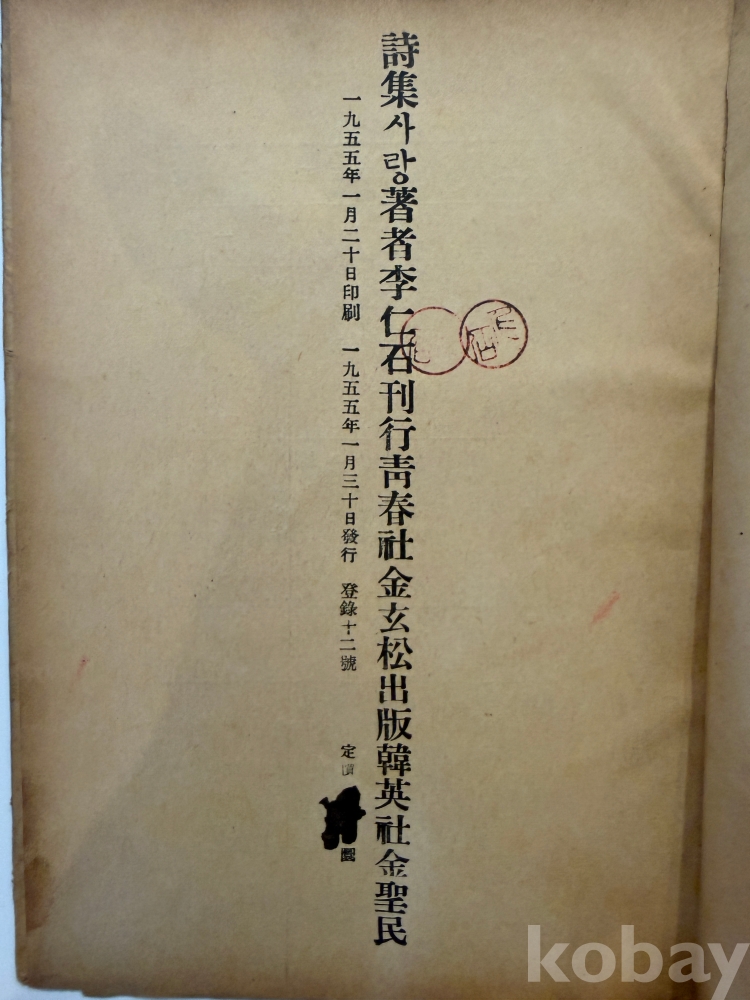 詩集사랑著者李仁石刊行靑春社金玄松出版韓英社金聖民
一九五五年一月二十日印刷 一九五五年一月三十日發行 登錄十二號 定價 圜
kobay